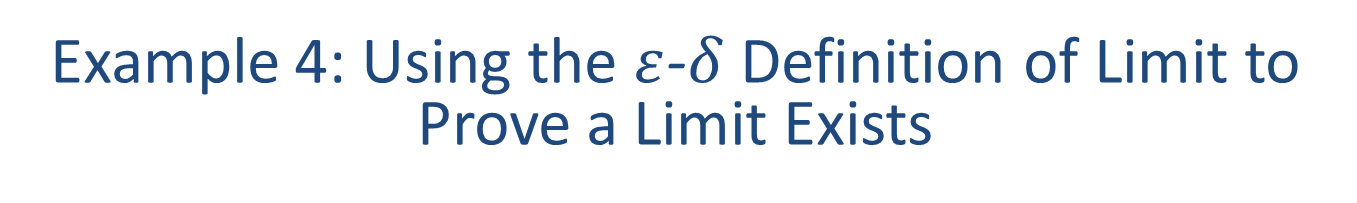 Example 4: Using the ε-δ Definition of Limit to
Prove a Limit Exists